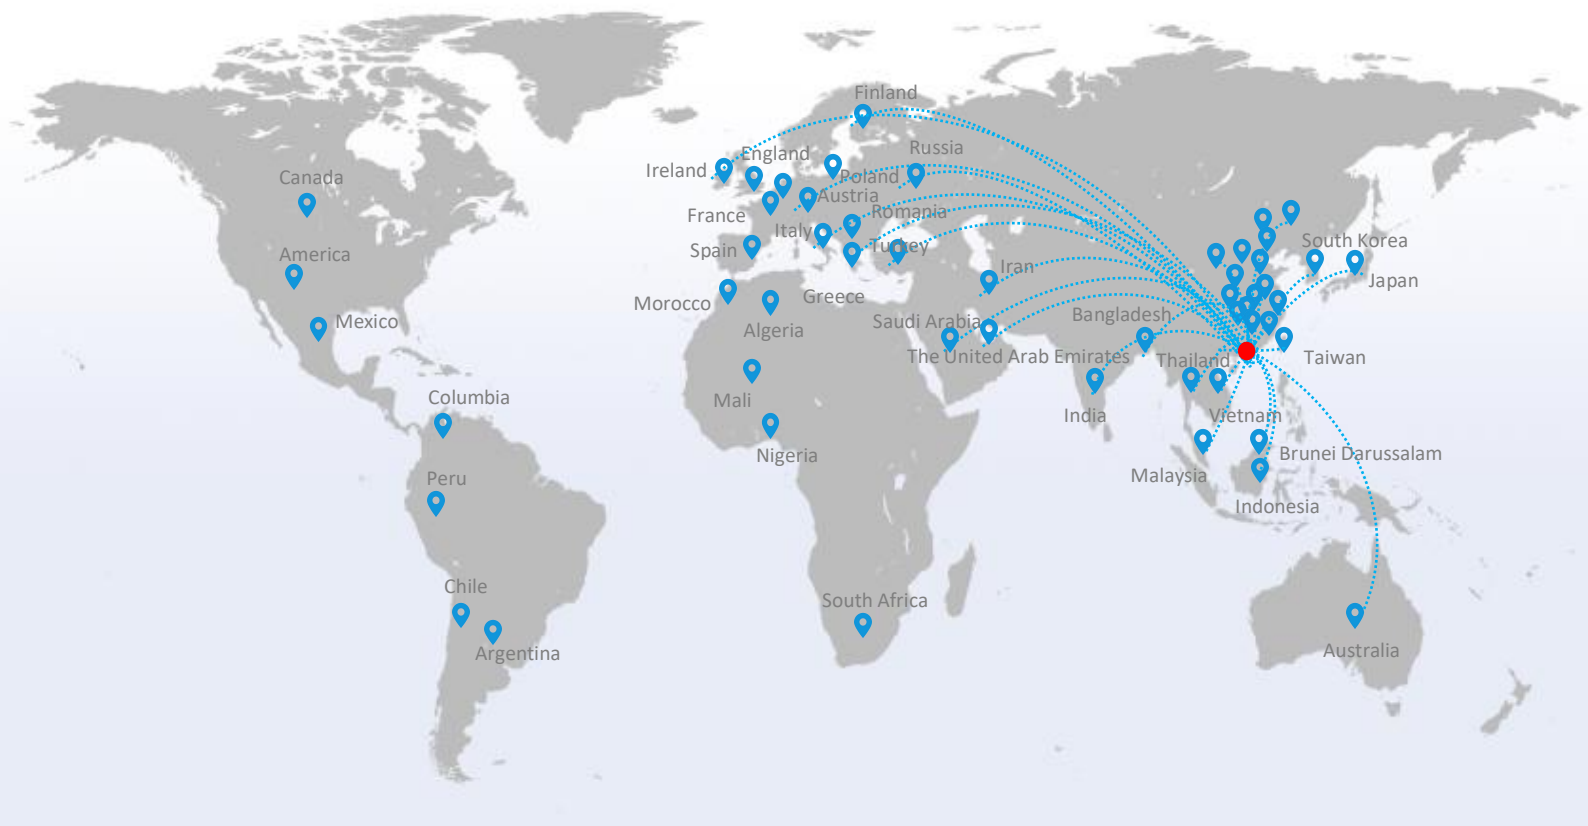 Finland
England
Russia
Ireland
Canada
Poland
Austria
France
Romania
Italy
Spain
Turkey
South Korea
America
Iran
Japan
Morocco
Greece
Algeria
Saudi Arabia
Bangladesh
Mexico
The United Arab Emirates
Thailand
Taiwan
Mali
Columbia
India
Vietnam
Nigeria
Brunei Darussalam
Malaysia
Peru
Indonesia
Chile
South Africa
Argentina
Australia